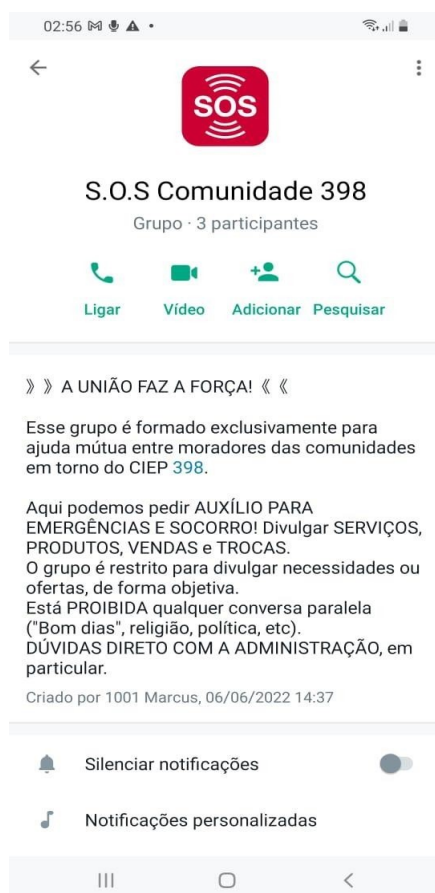 02:56
SOS
S.O.S Comunidade 398
Grupo · 3 participantes
Ligar Vídeo Adicionar Pesquisar
》 》 A UNIÃO FAZ A FORÇA! 《 《
Esse grupo é formado exclusivamente para
ajuda mútua entre moradores das comunidades
em torno do CIEP 398.
Aqui podemos pedir AUXÍLIO PARA
EMERGÊNCIAS E SOCORRO! Divulgar SERVIÇOS,
PRODUTOS, VENDAS e TROCAS.
O grupo é restrito para divulgar necessidades ou
ofertas, de forma objetiva.
Está PROIBIDA qualquer conversa paralela
("Bom dias", religião, política, etc).
DÚVIDAS DIRETO COM A ADMINISTRAÇÃO, em
particular.
Criado por 1001 Marcus, 06/06/2022 14:37
Silenciar notificações
Notificações personalizadas